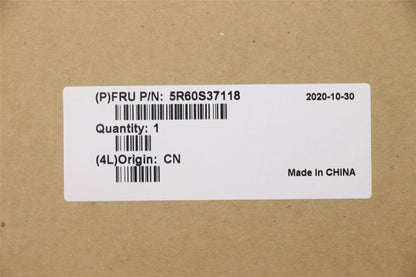 (P)FRU P/N: 5R60S37118 2020-10-30
Quantity: 1
(4L)Origin: CN
Made in CHINA